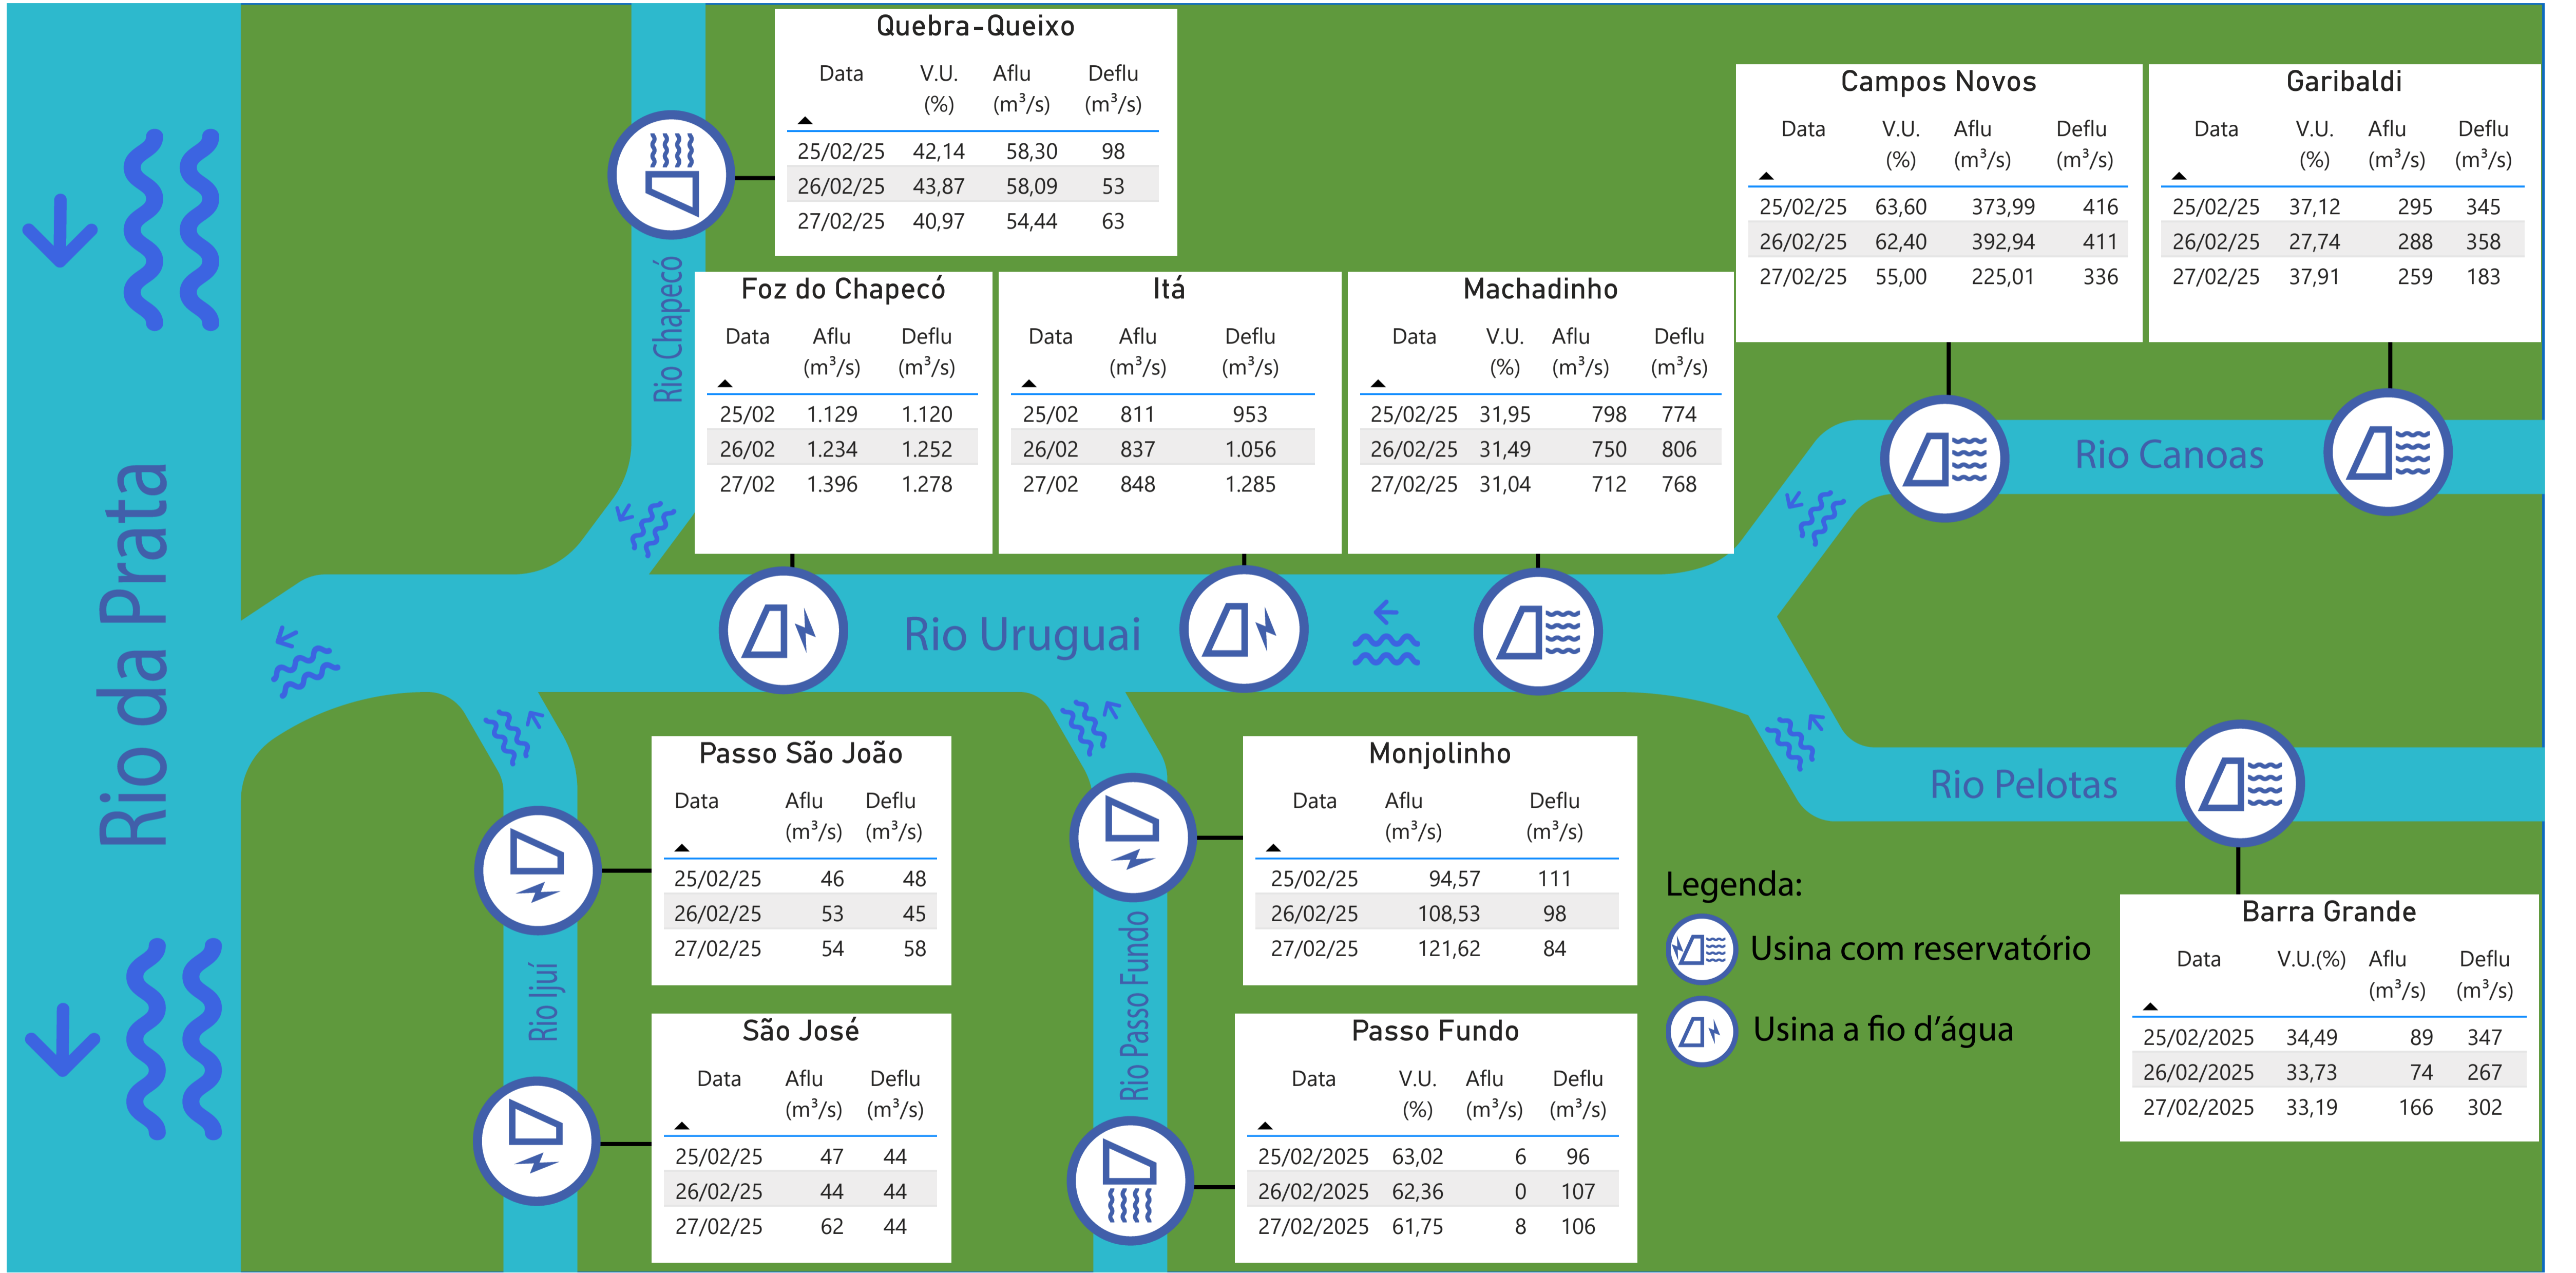 Rio da Prata
Quebra-Queixo
Data V.U. (%) Aflu (m³/s) Deflu (m³/s)
25/02/25 42,14 58,30 98
26/02/25 43,87 58,09 53
27/02/25 40,97 54,44 63
Rio Chapecó
Campos Novos
Data V.U. (%) Aflu (m³/s) Deflu (m³/s)
25/02/25 63,60 373,99 416
26/02/25 62,40 392,94 411
27/02/25 55,00 225,01 336
Garibaldi
Data V.U. (%) Aflu (m³/s) Deflu (m³/s)
25/02/25 37,12 295 345
26/02/25 27,74 288 358
27/02/25 37,91 259 183
Foz do Chapecó
Data Aflu (m³/s) Deflu (m³/s)
25/02 1.129 1.120
26/02 1.234 1.252
27/02 1.396 1.278
Itá
Data Aflu (m³/s) Deflu (m³/s)
25/02 811 953
26/02 837 1.056
27/02 848 1.285
Machadinho
Data V.U. (%) Aflu (m³/s) Deflu (m³/s)
25/02/25 31,95 798 774
26/02/25 31,49 750 806
27/02/25 31,04 712 768
Rio Canoas
Rio Uruguai
Rio Pelotas
Passo São João
Data Aflu (m³/s) Deflu (m³/s)
25/02/25 46 48
26/02/25 53 45
27/02/25 54 58
Rio Ijuí
São José
Data Aflu (m³/s) Deflu (m³/s)
25/02/25 47 44
26/02/25 44 44
27/02/25 62 44
Monjolinho
Data Aflu (m³/s) Deflu (m³/s)
25/02/25 94,57 111
26/02/25 108,53 98
27/02/25 121,62 84
Rio Passo Fundo
Passo Fundo
Data V.U. (%) Aflu (m³/s) Deflu (m³/s)
25/02/2025 63,02 6 96
26/02/2025 62,36 0 107
27/02/2025 61,75 8 106
Legenda:
Usina com reservatório
Usina a fio d'água
Barra Grande
Data V.U.(%) Aflu (m³/s) Deflu (m³/s)
25/02/2025 34,49 89 347
26/02/2025 33,73 74 267
27/02/2025 33,19 166 302